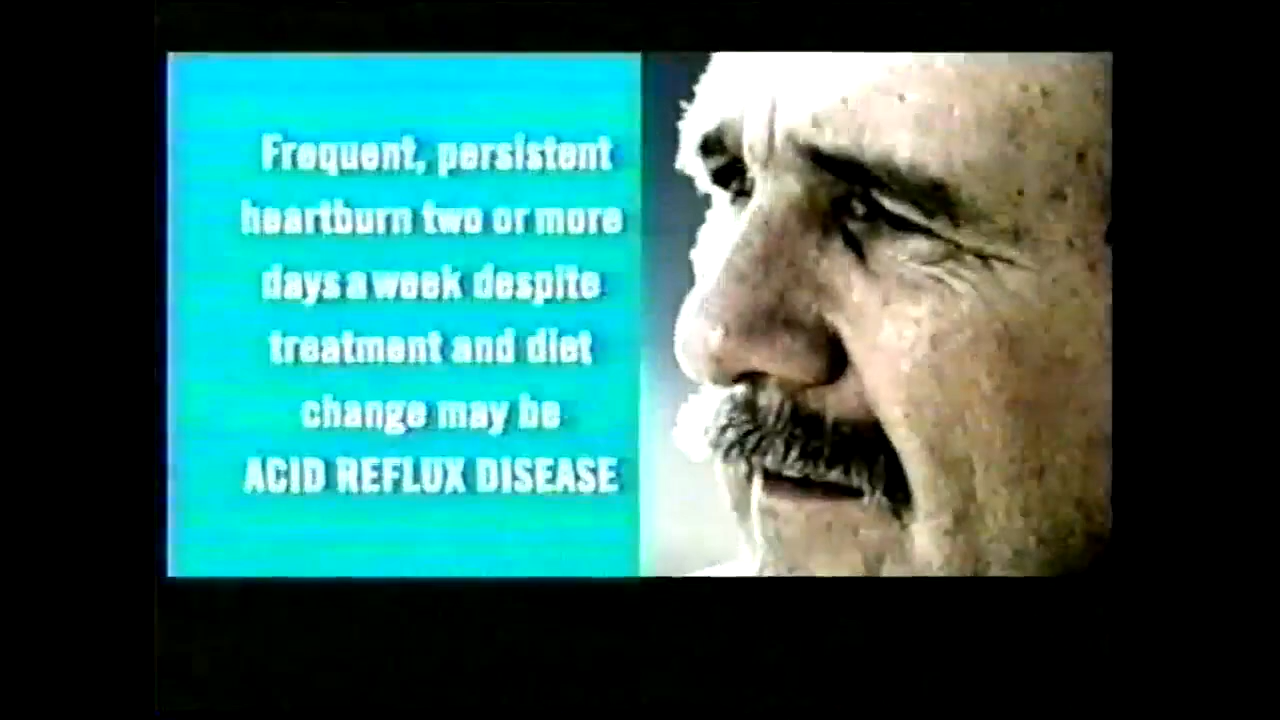 Frequent, persistent
heartburn two or more
days a week despite
treatment and diet
change may be
ACID REFLUX DISEASE